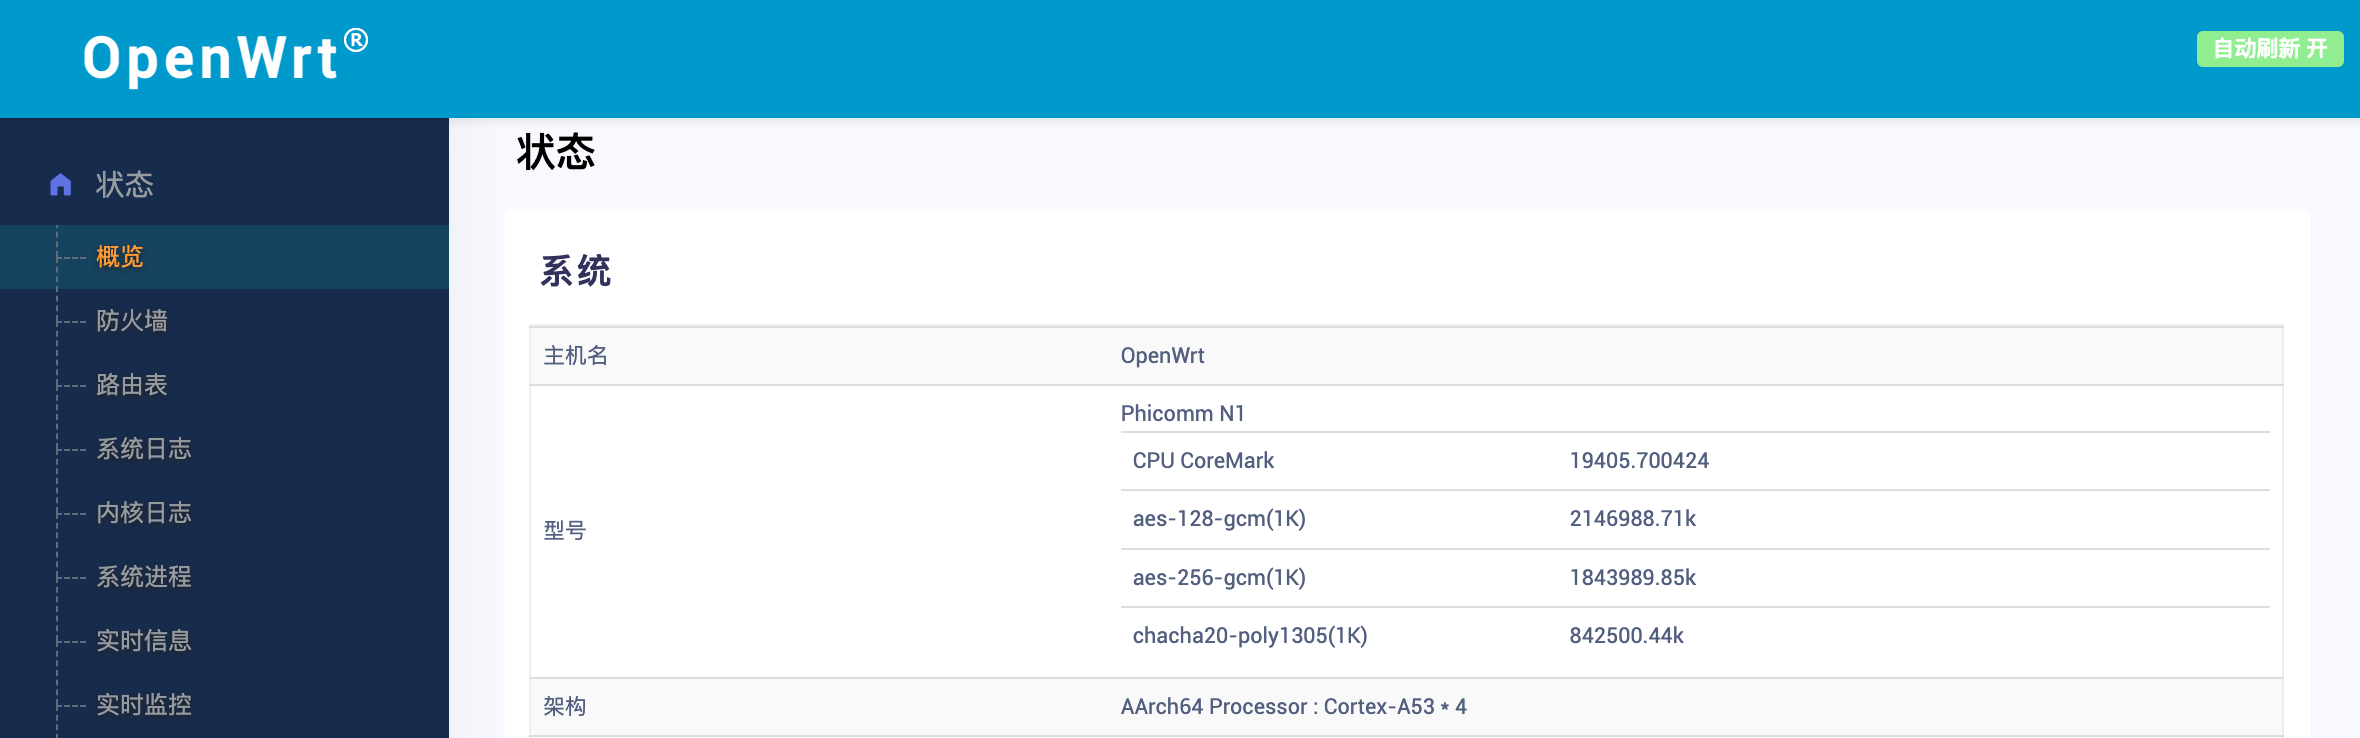 OpenWrt®
自动刷新 开
状态
概览
防火墙
路由表
系统日志
内核日志
系统进程
实时信息
实时监控
状态
系统
主机名 OpenWrt
型号 Phicomm N1
CPU CoreMark 19405.700424
aes-128-gcm(1K) 2146988.71k
aes-256-gcm(1K) 1843989.85k
chacha20-poly1305(1K) 842500.44k
架构 AArch64 Processor : Cortex-A53 * 4